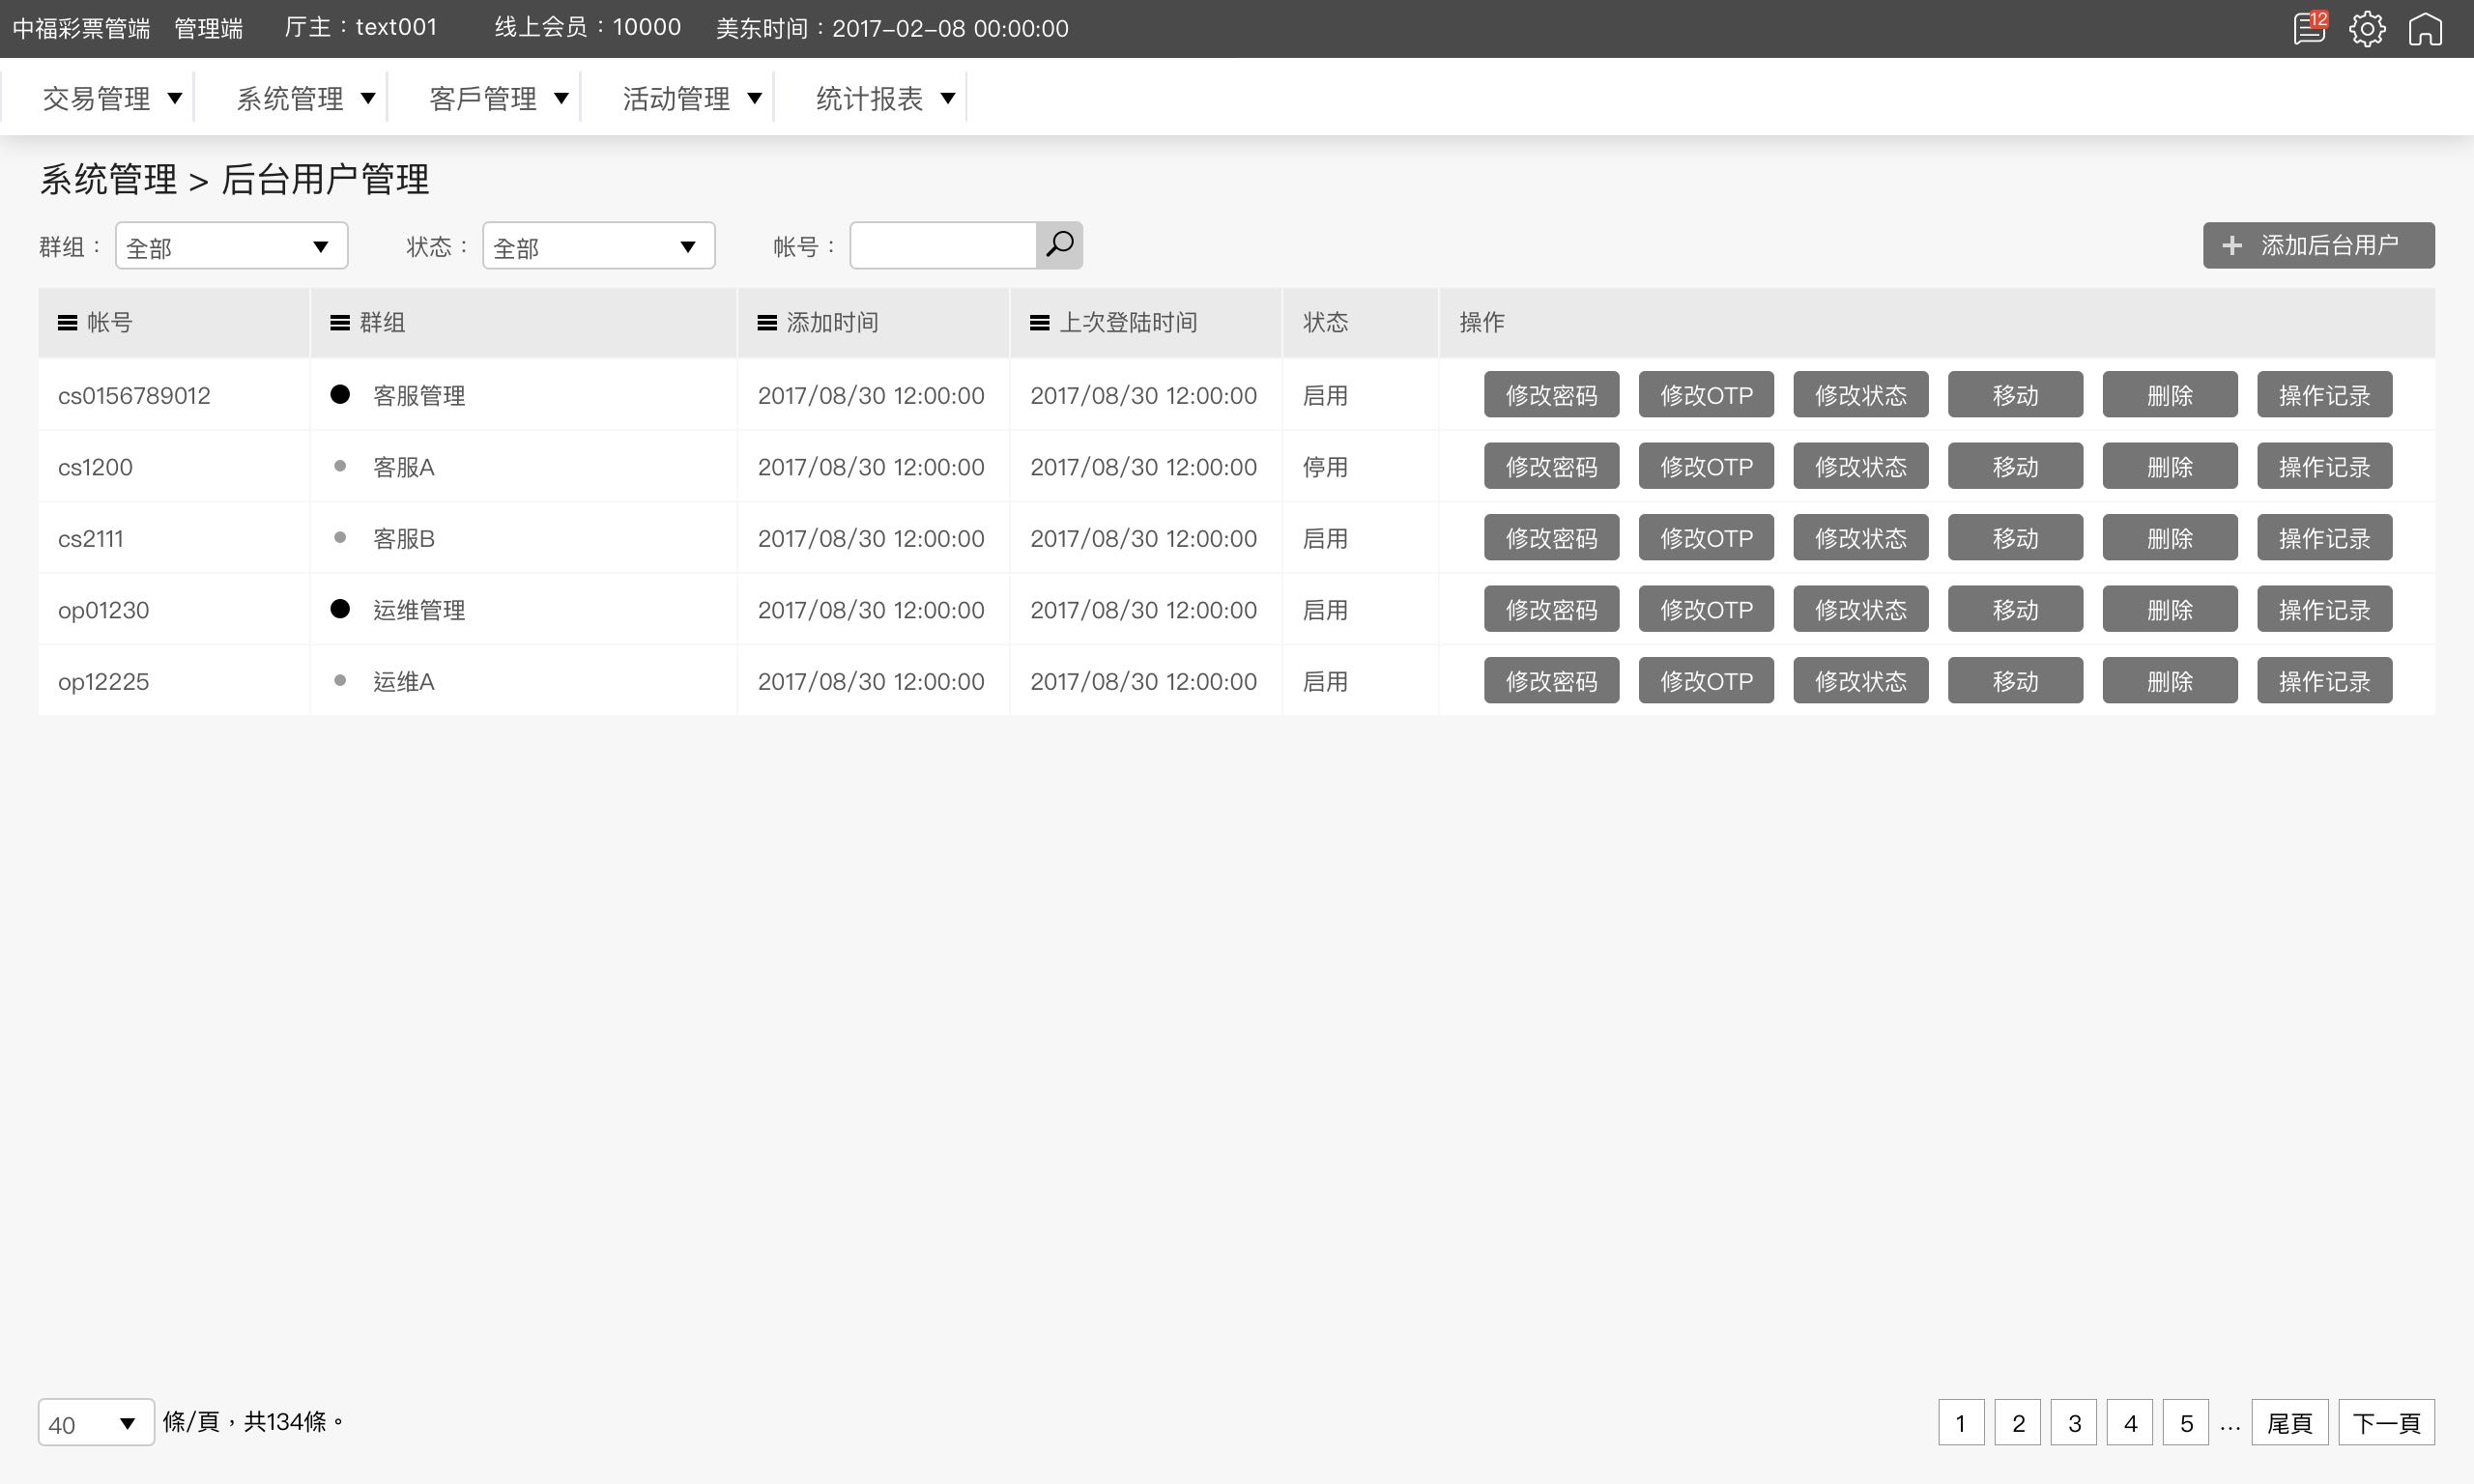 中福彩票管端 管理端 厅主：text001 线上会员：10000 美东时间：2017-02-08 00:00:00 12
交易管理 系统管理 客戶管理 活动管理 统计报表
系统管理 > 后台用户管理
群组： 全部 状态： 全部 帐号： 添加后台用户
帐号 群组 添加时间 上次登陆时间 状态 操作
cs0156789012 客服管理 2017/08/30 12:00:00 2017/08/30 12:00:00 启用 修改密码 修改OTP 修改状态 移动 删除 操作记录
cs1200 客服A 2017/08/30 12:00:00 2017/08/30 12:00:00 停用 修改密码 修改OTP 修改状态 移动 删除 操作记录
cs2111 客服B 2017/08/30 12:00:00 2017/08/30 12:00:00 启用 修改密码 修改OTP 修改状态 移动 删除 操作记录
op01230 运维管理 2017/08/30 12:00:00 2017/08/30 12:00:00 启用 修改密码 修改OTP 修改状态 移动 删除 操作记录
op12225 运维A 2017/08/30 12:00:00 2017/08/30 12:00:00 启用 修改密码 修改OTP 修改状态 移动 删除 操作记录
40 條/頁，共134條。 1 2 3 4 5 ... 尾頁 下一頁